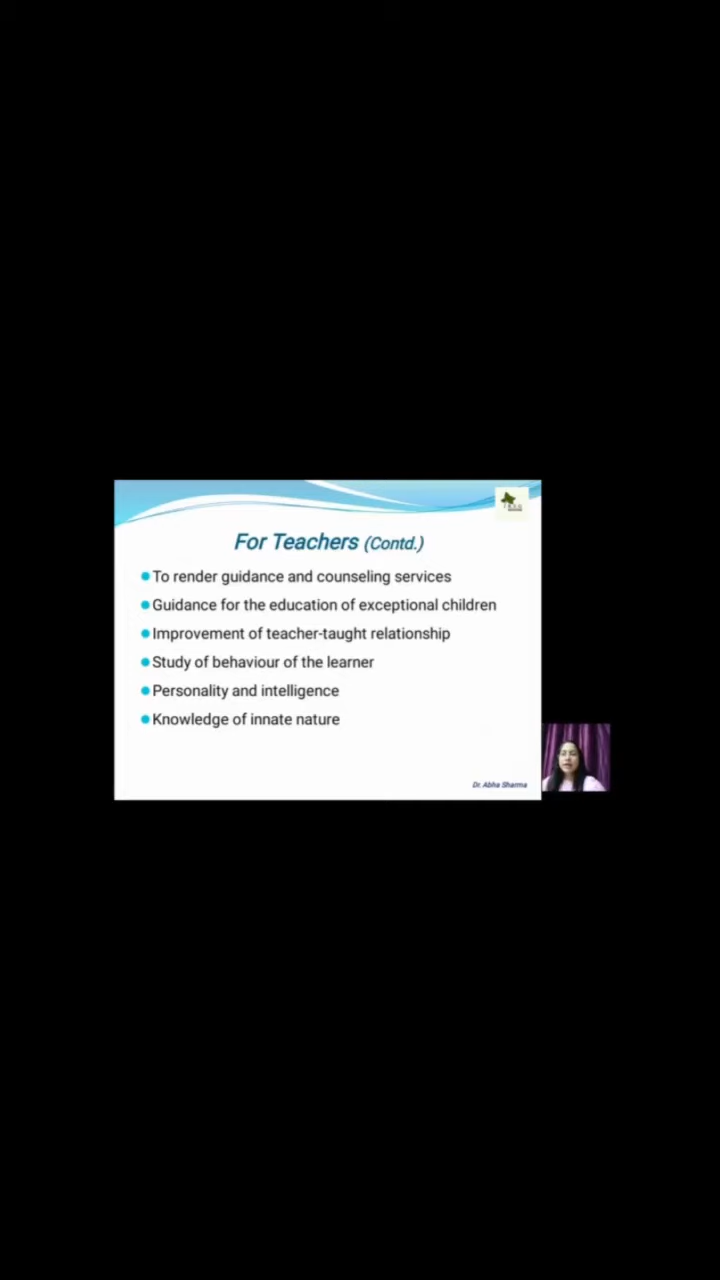 For Teachers (Contd.)
To render guidance and counseling services
Guidance for the education of exceptional children
Improvement of teacher-taught relationship
Study of behaviour of the learner
Personality and intelligence
Knowledge of innate nature
Dr. Abha Sharma